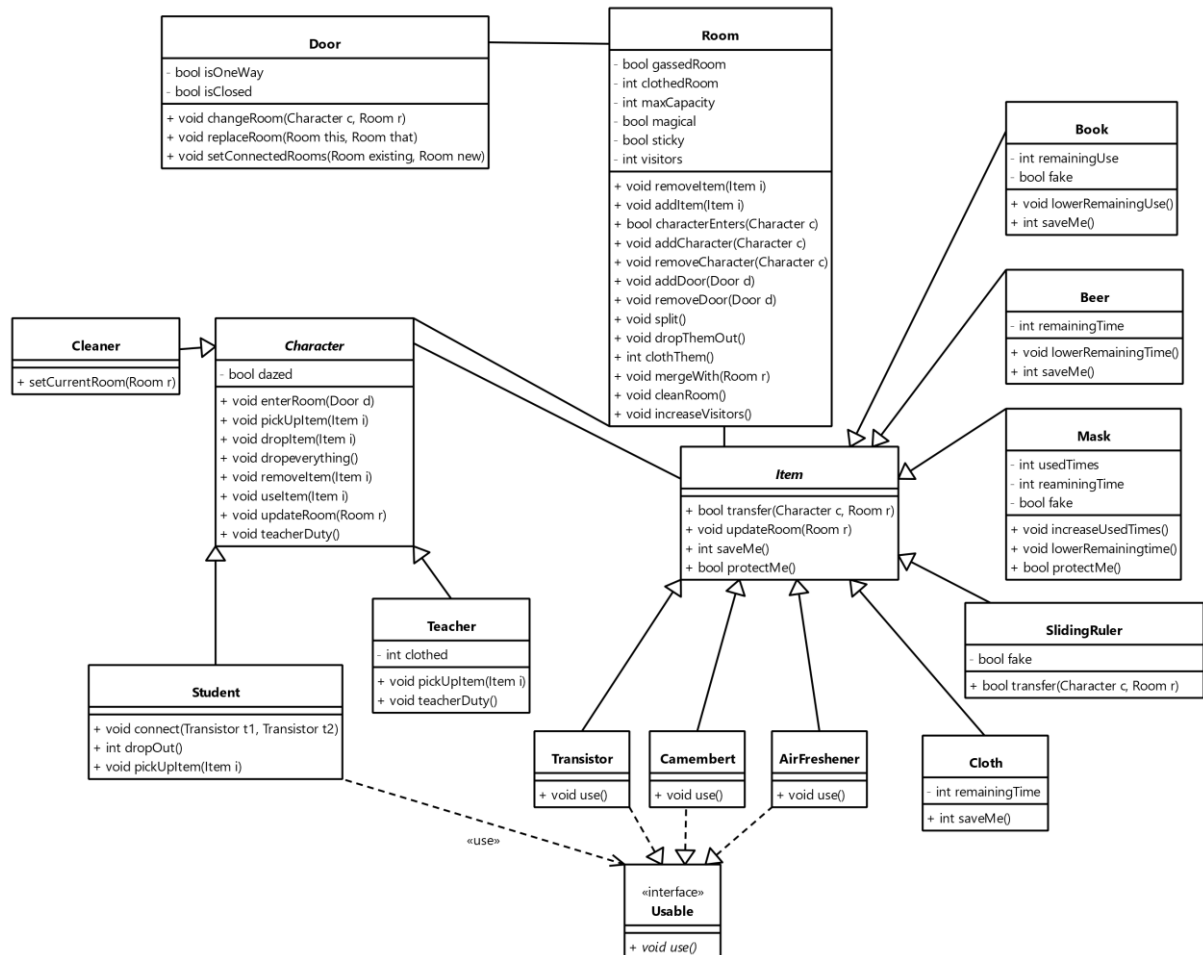 Door
- bool isOneWay
- bool isClosed
+ void changeRoom(Character c, Room r)
+ void replaceRoom(Room this, Room that)
+ void setConnectedRooms(Room existing, Room new)
Room
- bool gassedRoom
- int clothedRoom
- int maxCapacity
- bool magical
- bool sticky
- int visitors
+ void removeItem(Item i)
+ void addItem(Item i)
+ bool characterEnters(Character c)
+ void addCharacter(Character c)
+ void removeCharacter(Character c)
+ void addDoor(Door d)
+ void removeDoor(Door d)
+ void split()
+ void dropThemOut()
+ int clothThem()
+ void mergeWith(Room r)
+ void cleanRoom()
+ void increaseVisitors()
Book
- int remainingUse
- bool fake
+ void lowerRemainingUse()
+ int saveMe()
Beer
- int remainingTime
+ void lowerRemainingTime()
+ int saveMe()
Cleaner
+ setCurrentRoom(Room r)
Character
- bool dazed
+ void enterRoom(Door d)
+ void pickUpItem(Item i)
+ void dropItem(Item i)
+ void dropeverything()
+ void removeItem(Item i)
+ void useItem(Item i)
+ void updateRoom(Room r)
+ void teacherDuty()
Mask
- int usedTimes
- int reaminingTime
- bool fake
+ void increaseUsedTimes()
+ void lowerRemainingtime()
+ bool protectMe()
Item
+ bool transfer(Character c, Room r)
+ void updateRoom(Room r)
+ int saveMe()
+ bool protectMe()
Teacher
- int clothed
+ void pickUpItem(Item i)
+ void teacherDuty()
SlidingRuler
- bool fake
+ bool transfer(Character c, Room r)
Student
+ void connect(Transistor t1, Transistor t2)
+ int dropOut()
+ void pickUpItem(Item i)
Transistor
+ void use()
Camembert
+ void use()
AirFreshener
+ void use()
Cloth
- int remainingTime
+ int saveMe()
«use»
«interface»
Usable
+ void use()